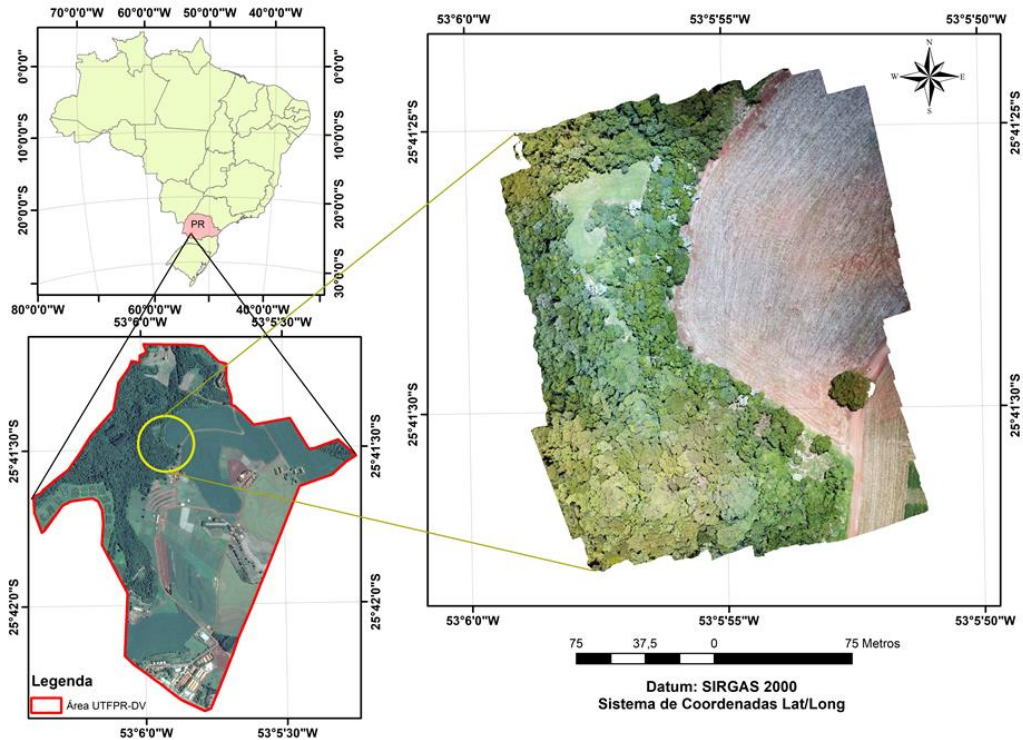 70°0'0"W 60°0'0"W 50°0'0"W 40°0'0"W
0°0'0"
10°0'0"S
20°0'0"S
30°0'0"S
0°0'0"
10°0'0"S
20°0'0"S
PR
80°0'0"W 60°0'0"W 40°0'0"W
53°6'0"W 53°5'30"W
25°41'30"S
25°42'0"S
25°41'30"S
25°42'0"S
Legenda
Área UTFPR-DV
53°6'0"W 53°5'30"W
53°6'0"W 53°5'55"W 53°5'50"W
N
W E
S
25°41'25"S
25°41'30"S
25°41'25"S
25°41'30"S
53°6'0"W 53°5'55"W 53°5'50"W
75 37,5 0 75 Metros
Datum: SIRGAS 2000
Sistema de Coordenadas Lat/Long